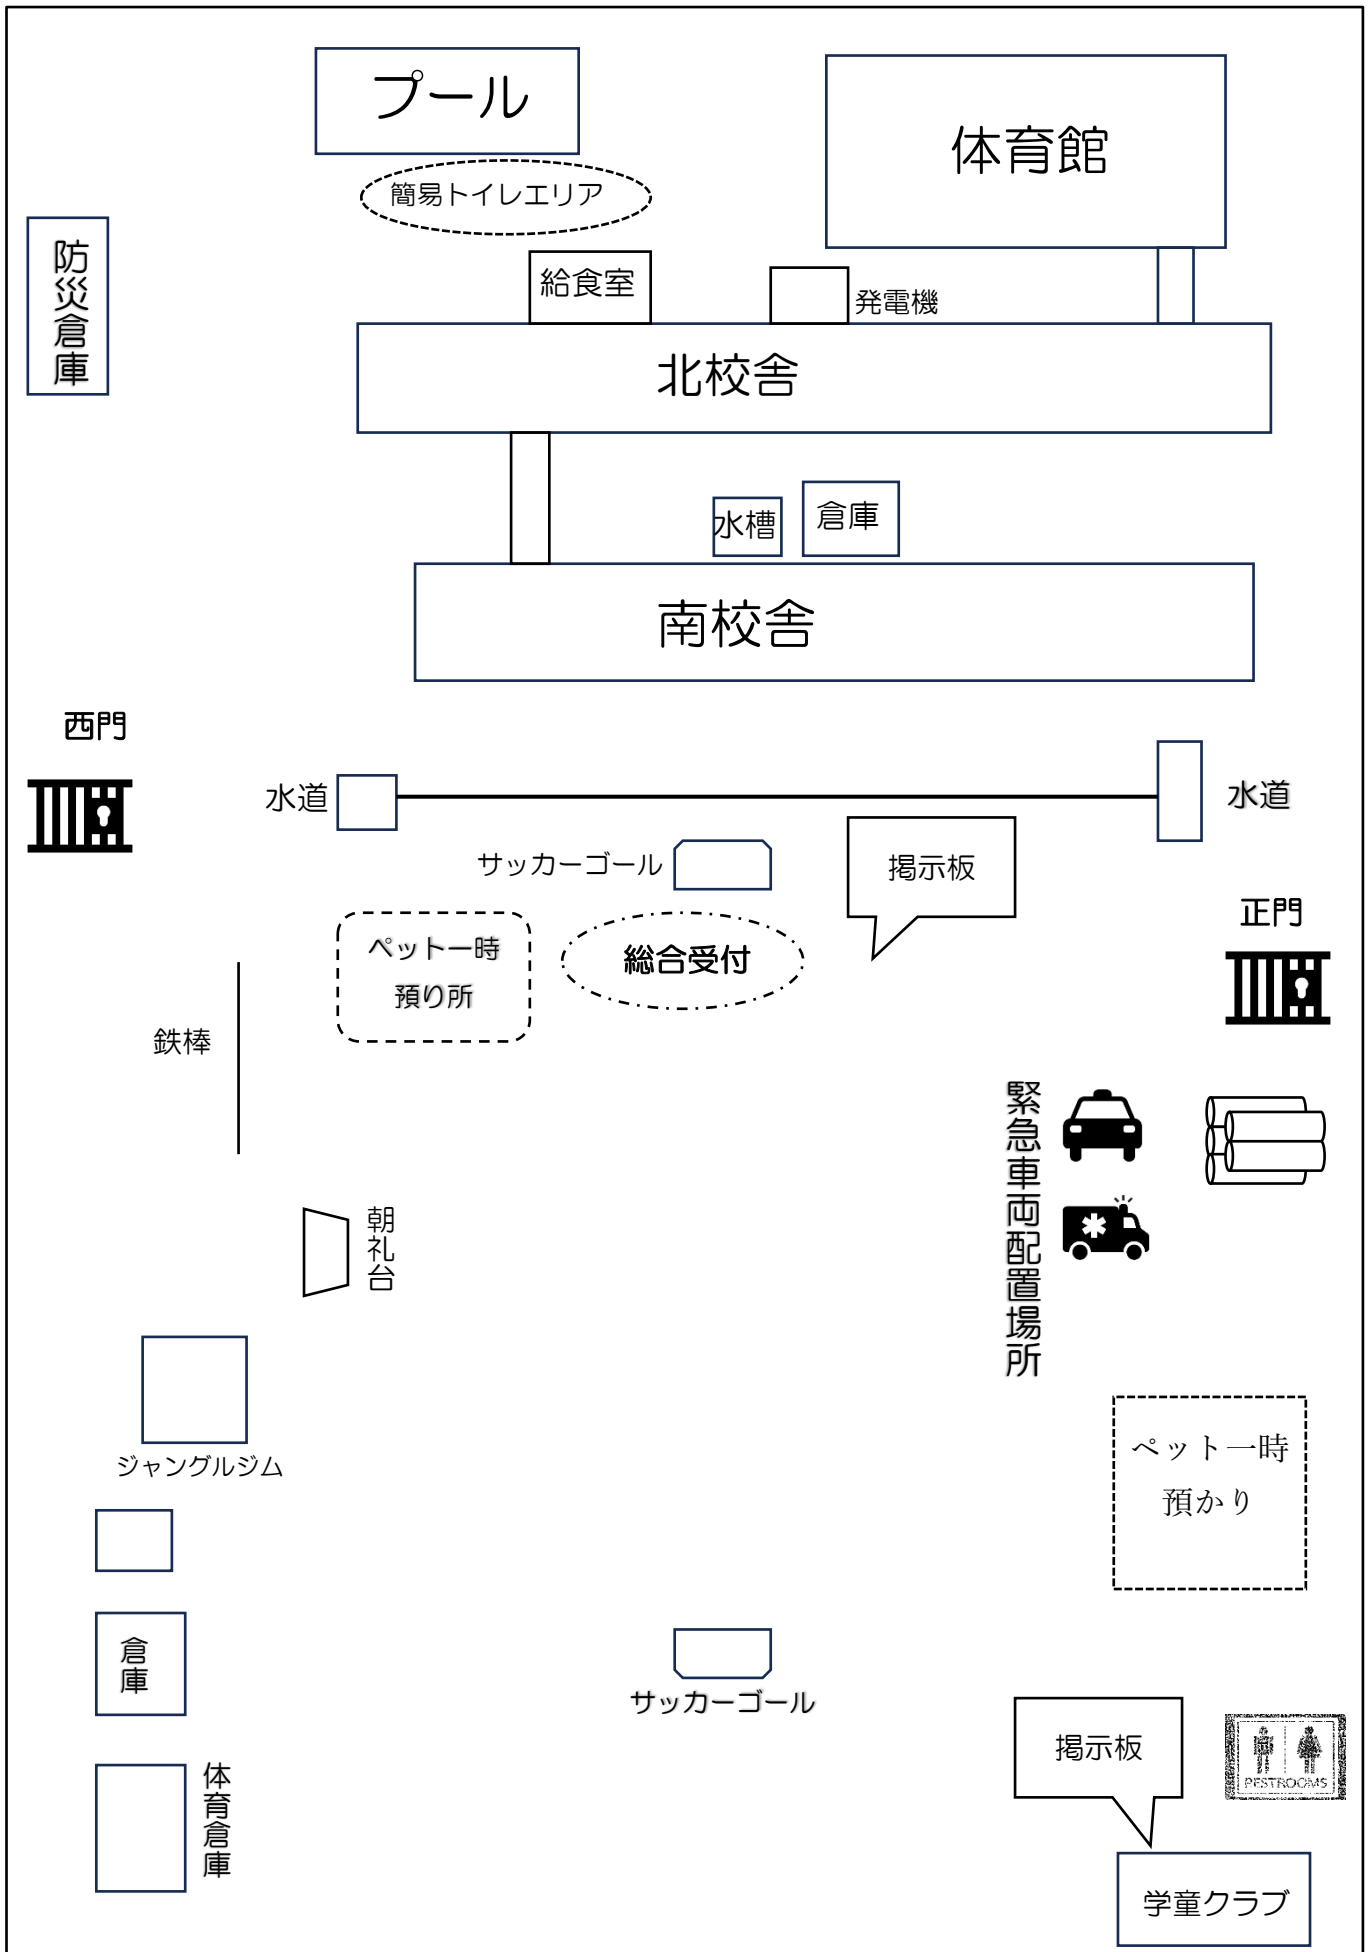 プール
体育館
簡易トイレエリア
防災倉庫
給食室
発電機
北校舎
水槽
倉庫
南校舎
西門
水道
水道
サッカーゴール
掲示板
正門
ペット一時
預り所
総合受付
鉄棒
緊急車両配置場所
朝礼台
ジャングルジム
ペット一時
預かり
倉庫
サッカーゴール
掲示板
RESTROOMS
体育倉庫
学童クラブ